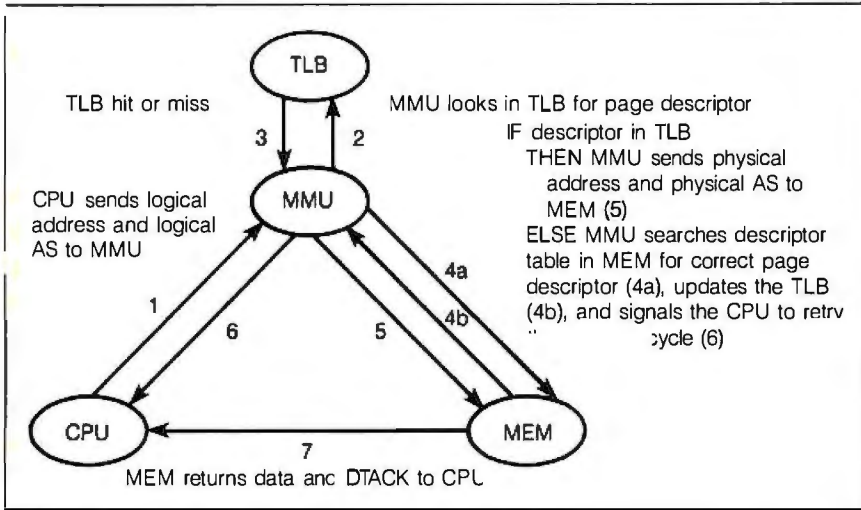 TLB
TLB hit or miss
MMU looks in TLB for page descriptor
3
2
IF descriptor in TLB
THEN MMU sends physical
address and physical AS to
MEM (5)
ELSE MMU searches descriptor
table in MEM for correct page
descriptor (4a), updates the TLB
(4b), and signals the CPU to retry
cycle (6)
CPU sends logical
address and logical
AS to MMU
MMU
1
6
5
4b
4a
CPU
MEM
7
MEM returns data and DTACK to CPU